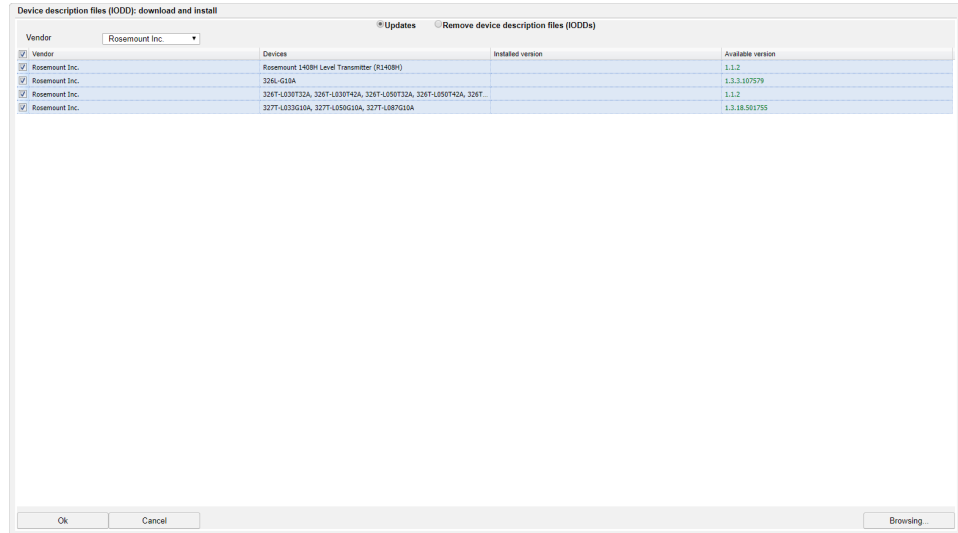 Device description files (IODD): download and install
Updates Remove device description files (IODDs)
Vendor Rosemount Inc.
Vendor Devices Installed version Available version
Rosemount Inc. Rosemount 1408H Level Transmitter (R1408H) 1.1.2
Rosemount Inc. 326L-G10A 1.3.3.107579
Rosemount Inc. 326T-L030T32A, 326T-L030T42A, 326T-L050T32A, 326T-L050T42A, 326T... 1.1.2
Rosemount Inc. 327T-L033G10A, 327T-L050G10A, 327T-L087G10A 1.3.18.501755
Ok Cancel Browsing...